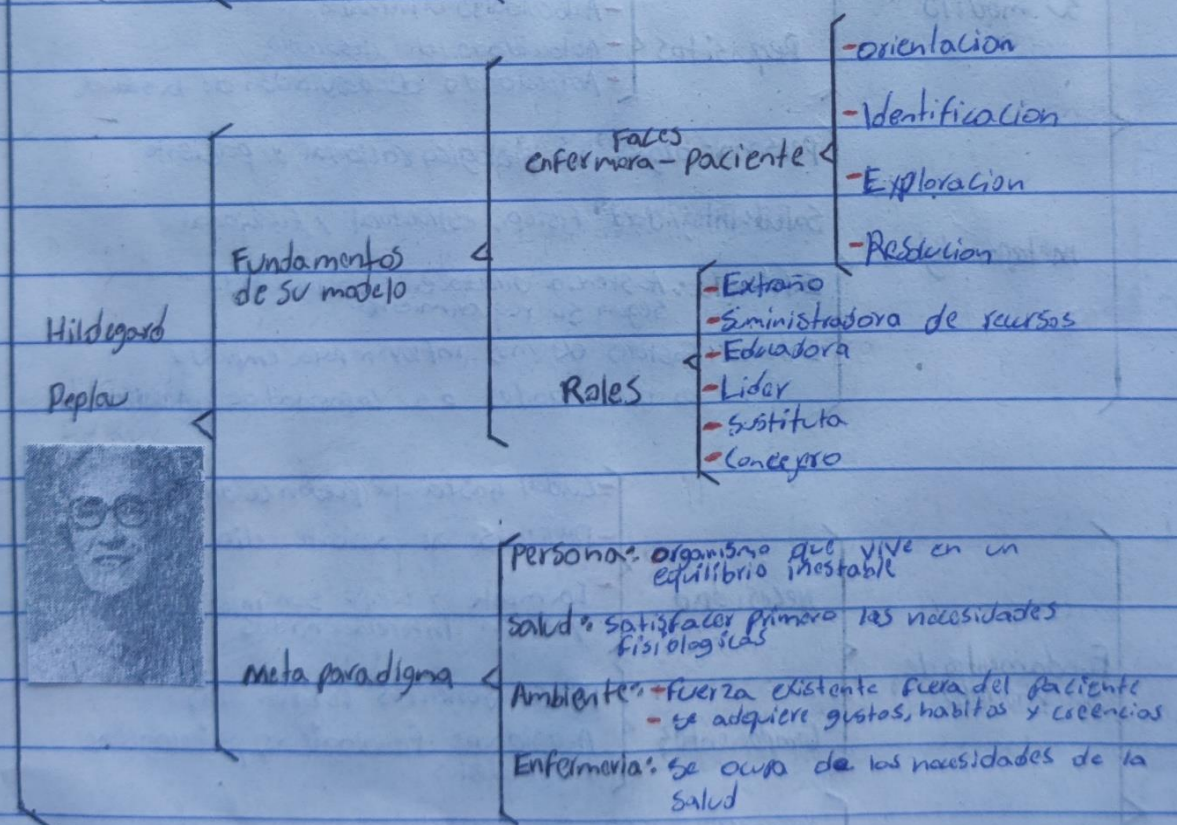 Hildegard
Peplau
Fundamentos
de su modelo
Faces
enfermera - paciente
-orientacion
-Identificacion
-Exploracion
-Resolucion
Roles
-Extraño
-Suministradora de recursos
-Educadora
-Lider
-Sustituta
-Concejro
Meta paradigma
persona: organismo que vive en un
equilibrio inestable
salud: satisfacer primero las necesidades
fisiologicas
Ambiente: -fuerza existente fuera del paciente
- se adquiere gustos, habitos y creencias
Enfermeria: se ocupa de las necesidades de la
salud